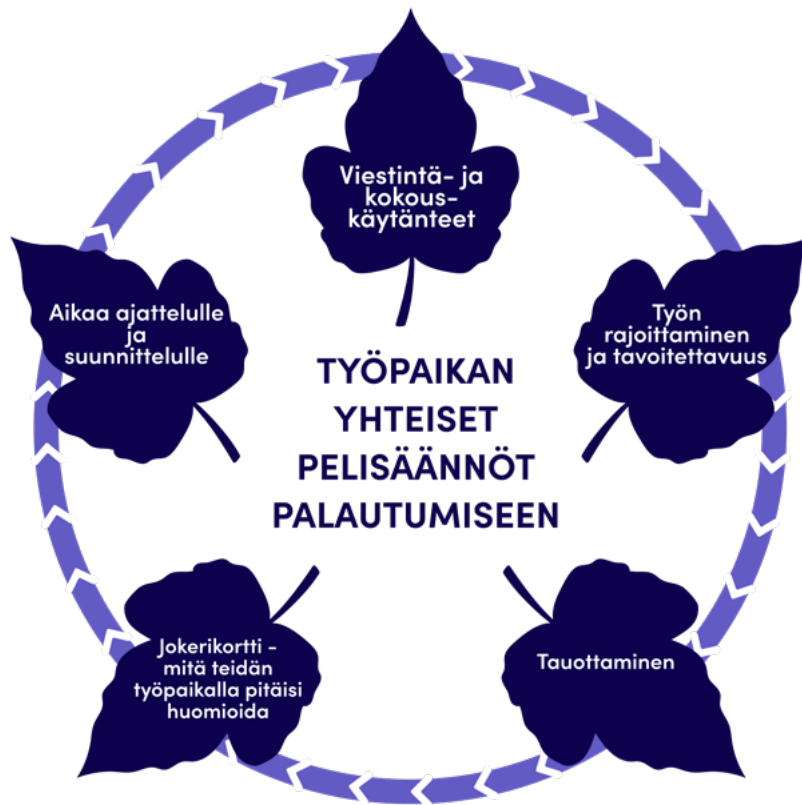 Viestintä- ja
kokous-
käytänteet
Työn
rajoittaminen
ja tavoitettavuus
Tauottaminen
Jokerikortti -
mitä teidän
työpaikalla pitäisi
huomioida
Aikaa ajattelulle
ja
suunnittelulle
TYÖPAIKAN
YHTEISET
PELISÄÄNNÖT
PALAUTUMISEEN